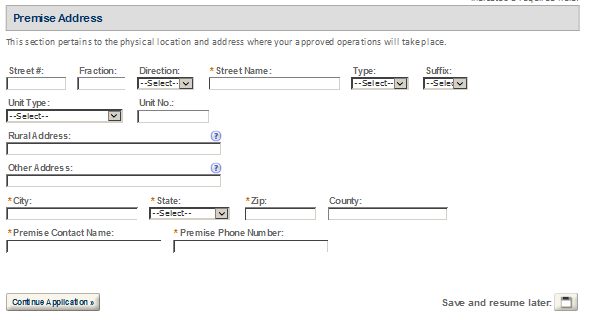 Premise Address
This section pertains to the physical location and address where your approved operations will take place.
Street #: Fraction: Direction: * Street Name: Type: Suffix:
--Select-- --Select-- --Select
Unit Type: Unit No.:
--Select--
Rural Address: ?
Other Address: ?
* City: * State: * Zip: County:
--Select--
* Premise Contact Name: * Premise Phone Number:
Continue Application »
Save and resume later: